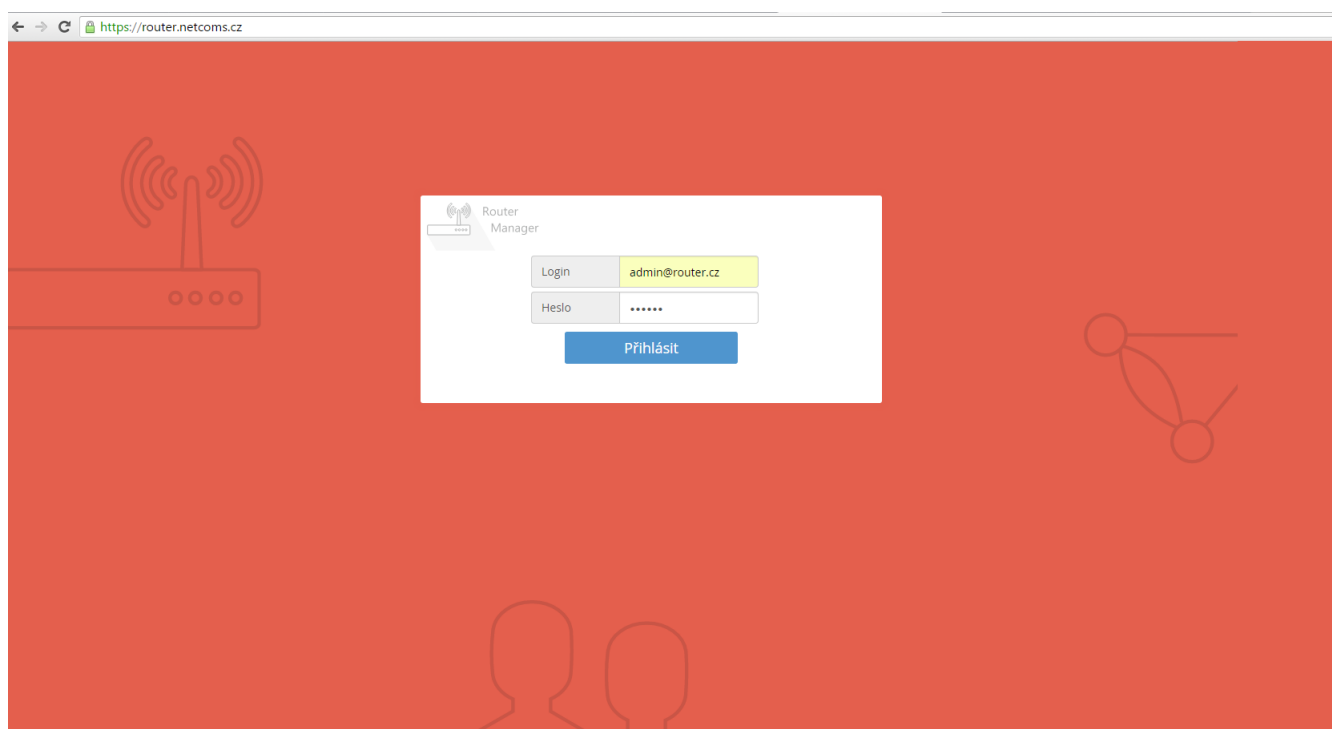 https://router.netcoms.cz
Router
Manager
Login admin@router.cz
Heslo ••••••
Přihlásit